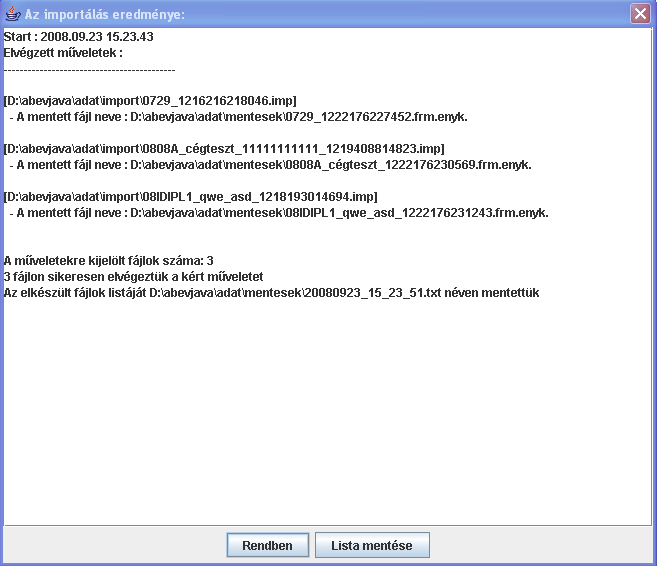 Az importálás eredménye:
Start : 2008.09.23 15.23.43
Elvégzett műveletek :
-------------------------------------------
[D:\abevjava\adat\import\0729_1216216218046.imp]
- A mentett fájl neve : D:\abevjava\adat\mentesek\0729_1222176227452.frm.enyk.
[D:\abevjava\adat\import\0808A_cégteszt_11111111111_1219408814823.imp]
- A mentett fájl neve : D:\abevjava\adat\mentesek\0808A_cégteszt_1222176230569.frm.enyk.
[D:\abevjava\adat\import\08IDIPL1_qwe_asd_1218193014694.imp]
- A mentett fájl neve : D:\abevjava\adat\mentesek\08IDIPL1_qwe_asd_1222176231243.frm.enyk.
A műveletekre kijelölt fájlok száma: 3
3 fájlon sikeresen elvégeztük a kért műveletet
Az elkészült fájlok listáját D:\abevjava\adat\mentesek\20080923_15_23_51.txt néven mentettük
Rendben
Lista mentése